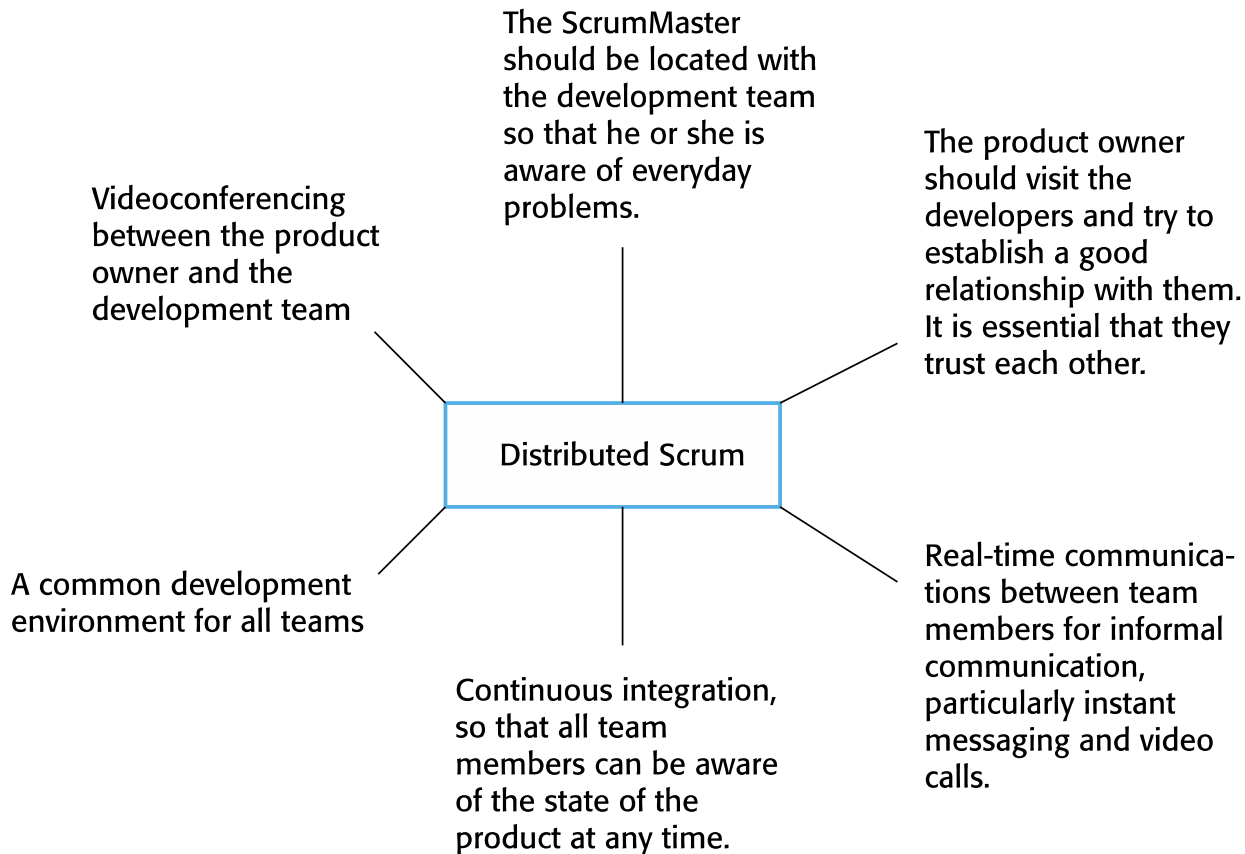 The ScrumMaster
should be located with
the development team
so that he or she is
aware of everyday
problems.
The product owner
should visit the
developers and try to
establish a good
relationship with them.
It is essential that they
trust each other.
Videoconferencing
between the product
owner and the
development team
Distributed Scrum
A common development
environment for all teams
Real-time communica-
tions between team
members for informal
communication,
particularly instant
messaging and video
calls.
Continuous integration,
so that all team
members can be aware
of the state of the
product at any time.